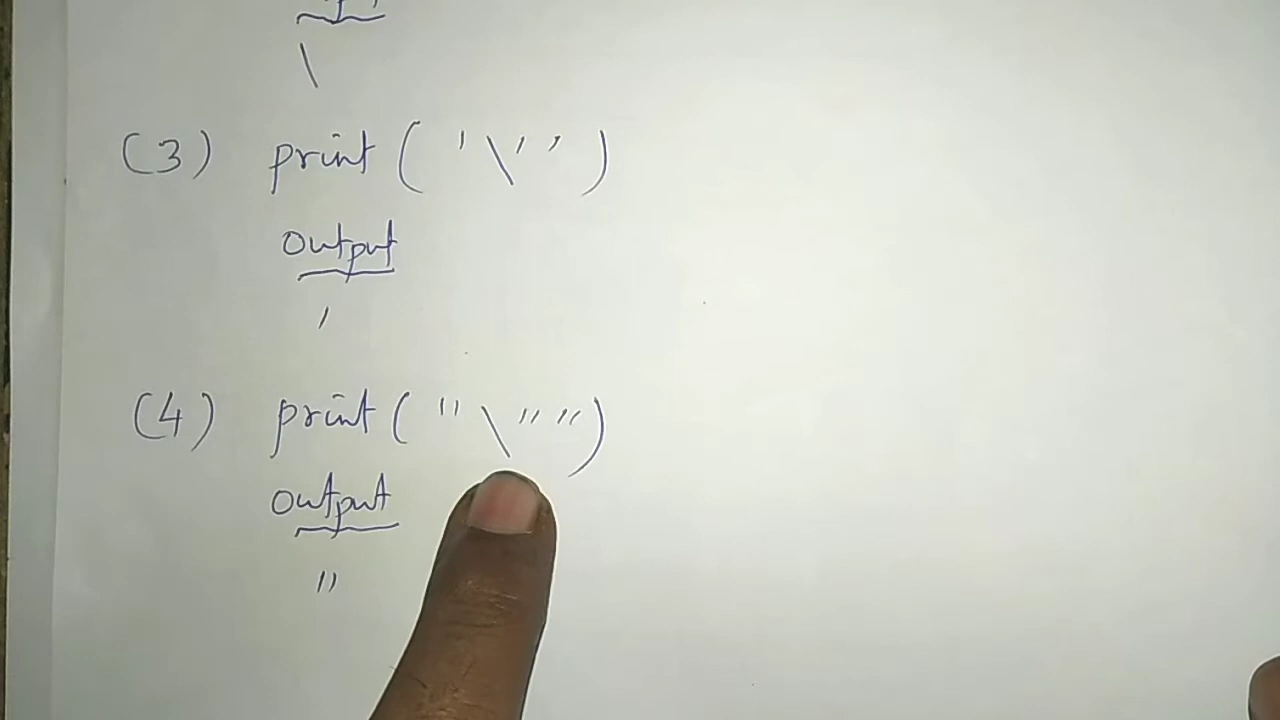 \
(3) print ( '\'' )
Output
'
(4) print ( "\"" )
Output
"